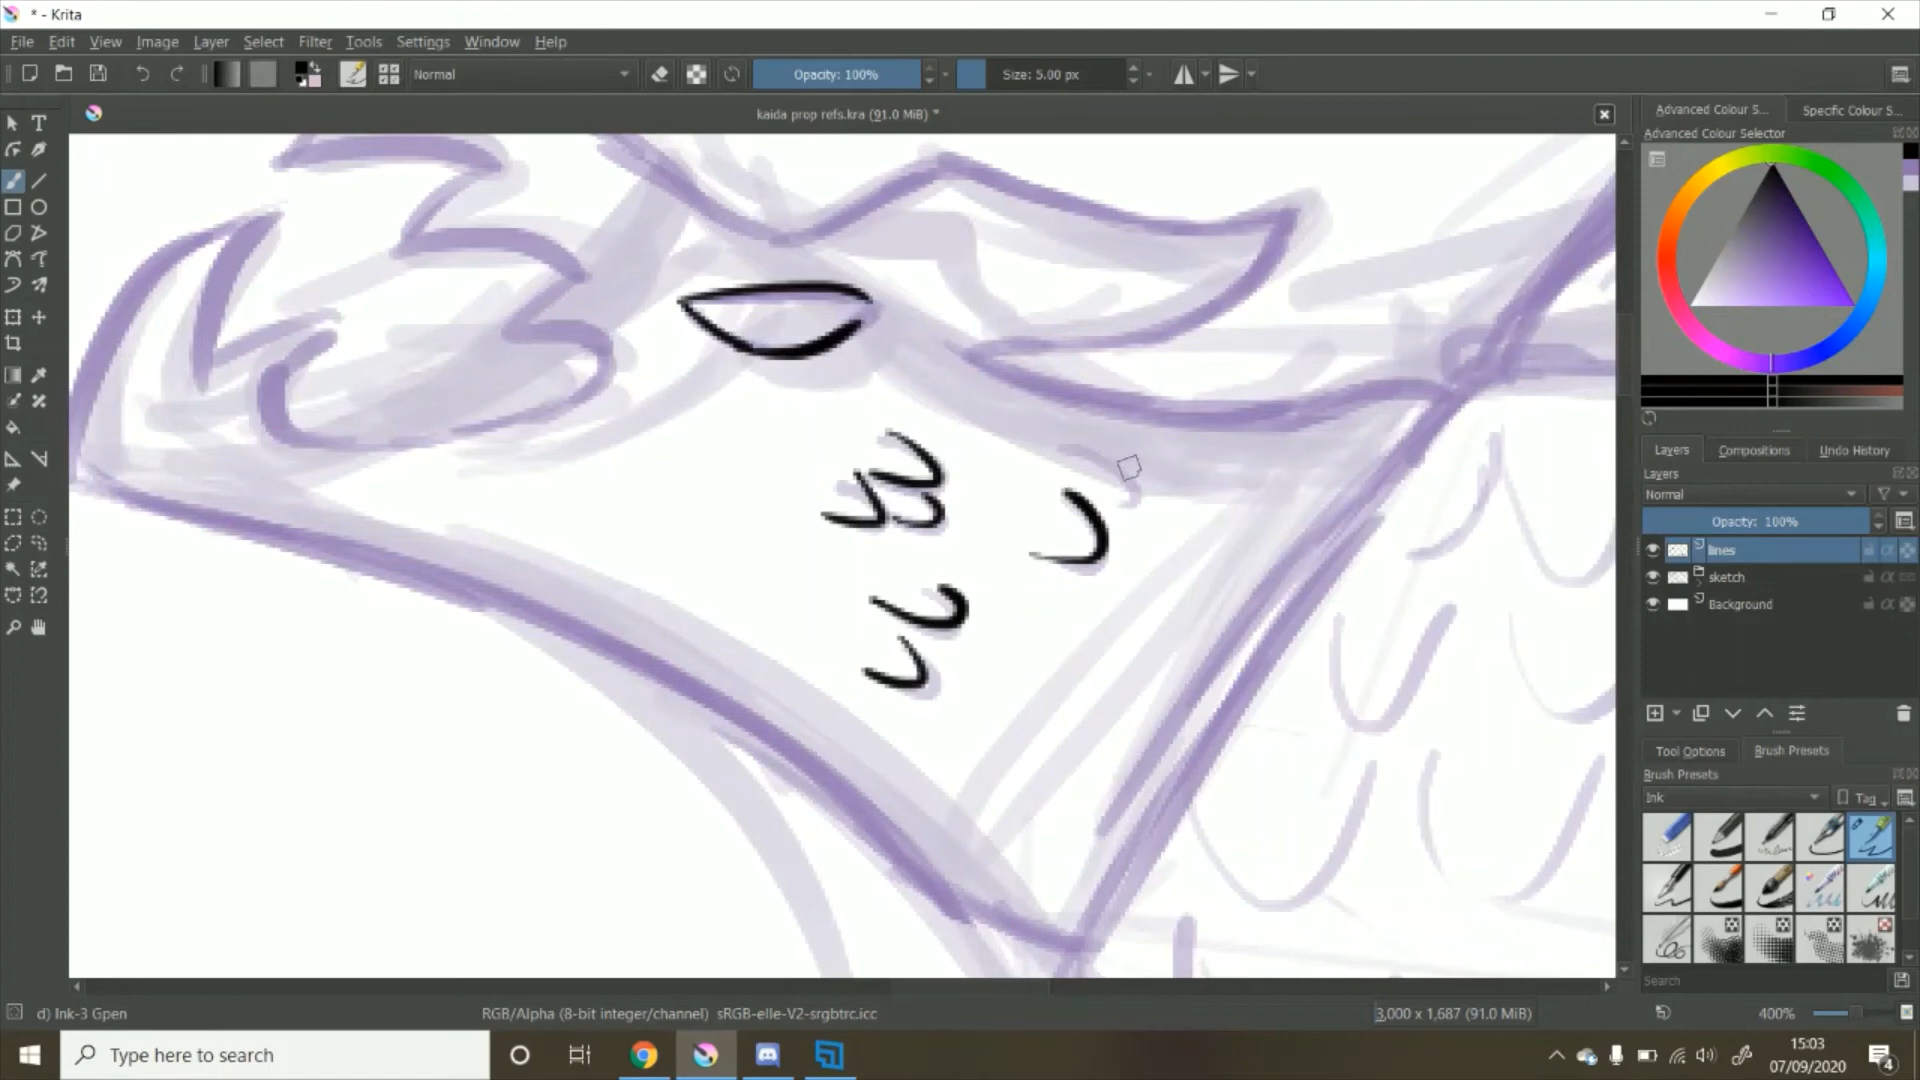 * - Krita
File Edit View Image Layer Select Filter Tools Settings Window Help
Normal Opacity: 100% Size: 5.00 px
kaida prop refs.kra (91.0 MiB) *
Advanced Colour S... Specific Colour S...
Advanced Colour Selector
Layers Compositions Undo History
Layers
Normal
Opacity: 100%
lines
sketch
Background
Tool Options Brush Presets
Brush Presets
Ink Tag
Search
d) Ink-3 Gpen RGB/Alpha (8-bit integer/channel) sRGB-elle-V2-srgbtrc.icc 3,000 x 1,687 (91.0 MiB) 400%
Type here to search
15:03
07/09/2020
4